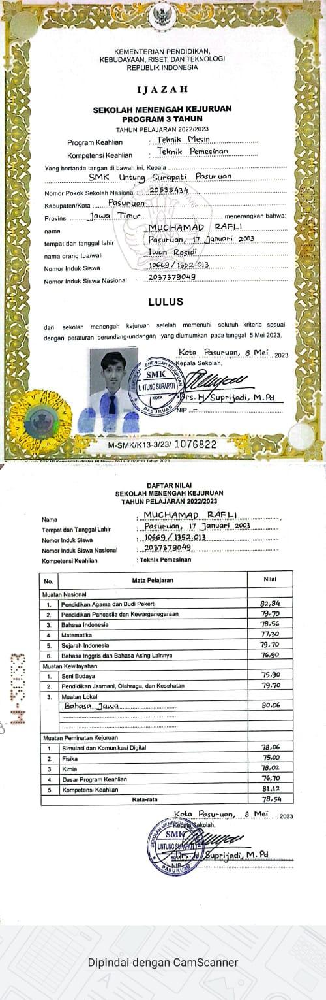 KEMENTERIAN PENDIDIKAN,
KEBUDAYAAN, RISET, DAN TEKNOLOGI
REPUBLIK INDONESIA
IJAZAH
SEKOLAH MENENGAH KEJURUAN
PROGRAM 3 TAHUN
TAHUN PELAJARAN 2022/2023
Program Keahlian : Teknik Mesin
Kompetensi Keahlian : Teknik Pemesinan
Yang bertanda tangan di bawah ini, Kepala
SMK Untung Surapati Pasuruan
Nomor Pokok Sekolah Nasional : 20535434
Kabupaten/Kota Pasuruan
Provinsi Jawa Timur menerangkan bahwa:
nama : MUCHAMAD RAFLI
tempat dan tanggal lahir : Pasuruan, 17 Januari 2003
nama orang tua/wali : Iwan Rosidi
Nomor Induk Siswa : 10669/1352.013
Nomor Induk Siswa Nasional : 2037379049
LULUS
dari sekolah menengah kejuruan setelah memenuhi seluruh kriteria sesuai
dengan peraturan perundang-undangan yang diumumkan pada tanggal 5 Mei 2023.
Kota Pasuruan, 8 Mei 2023
Kepala Sekolah,
SEKOLAH MENENGAH KEJURUAN
SMK
UNTUNG SURAPATI
KOTA
PASURUAN
Drs. H. Suprijadi, M.Pd
NIP. -
M-SMK/K13-3/23/ 1076822
DAFTAR NILAI
SEKOLAH MENENGAH KEJURUAN
TAHUN PELAJARAN 2022/2023
Nama : MUCHAMAD RAFLI
Tempat dan Tanggal Lahir : Pasuruan, 17 Januari 2003
Nomor Induk Siswa : 10669/1352.013
Nomor Induk Siswa Nasional : 2037379049
Kompetensi Keahlian : Teknik Pemesinan
No. Mata Pelajaran Nilai
Muatan Nasional
1. Pendidikan Agama dan Budi Pekerti 82,84
2. Pendidikan Pancasila dan Kewarganegaraan 79.70
3. Bahasa Indonesia 78,56
4. Matematika 77,30
5. Sejarah Indonesia 79,70
6. Bahasa Inggris dan Bahasa Asing Lainnya 76,90
Muatan Kewilayahan
1. Seni Budaya 75,90
2. Pendidikan Jasmani, Olahraga, dan Kesehatan 79,70
3. Muatan Lokal
Bahasa Jawa 80.06
Muatan Peminatan Kejuruan
1. Simulasi dan Komunikasi Digital 78,06
2. Fisika 75.00
3. Kimia 78,02
4. Dasar Program Keahlian 76,70
5. Kompetensi Keahlian 81,12
Rata-rata 78,54
Kota Pasuruan, 8 Mei 2023
Kepala Sekolah,
SEKOLAH MENENGAH
SMK
UNTUNG SURAPATI
PASURUAN
Drs. H. Suprijadi, M.Pd
NIP.
Dipindai dengan CamScanner